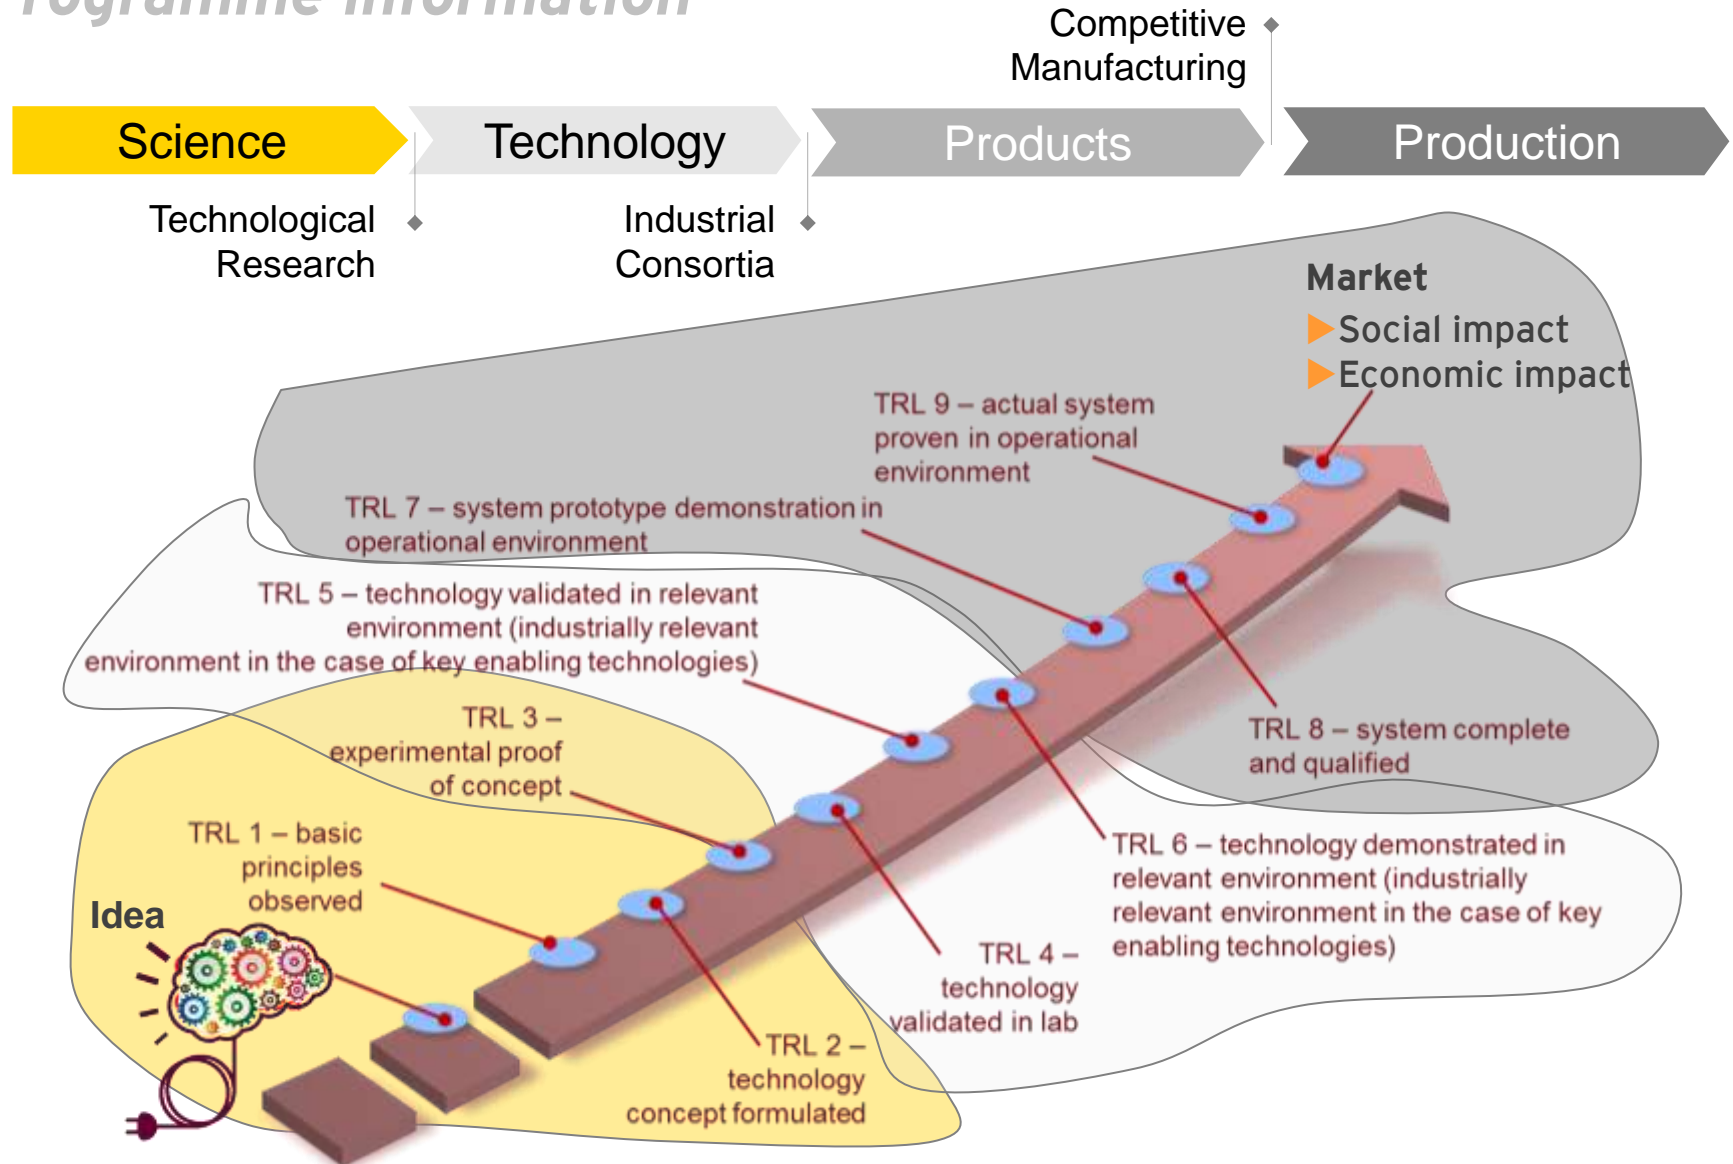 rogramme information
Competitive
Manufacturing
Science
Technology
Products
Production
Technological
Research
Industrial
Consortia
Market
Social impact
Economic impact
TRL 9 – actual system
proven in operational
environment
TRL 7 – system prototype demonstration in
operational environment
TRL 5 – technology validated in relevant
environment (industrially relevant
environment in the case of key enabling technologies)
TRL 3 –
experimental proof
of concept
TRL 8 – system complete
and qualified
TRL 1 – basic
principles
observed
TRL 6 – technology demonstrated in
relevant environment (industrially
relevant environment in the case of key
enabling technologies)
Idea
TRL 4 –
technology
validated in lab
TRL 2 –
technology
concept formulated